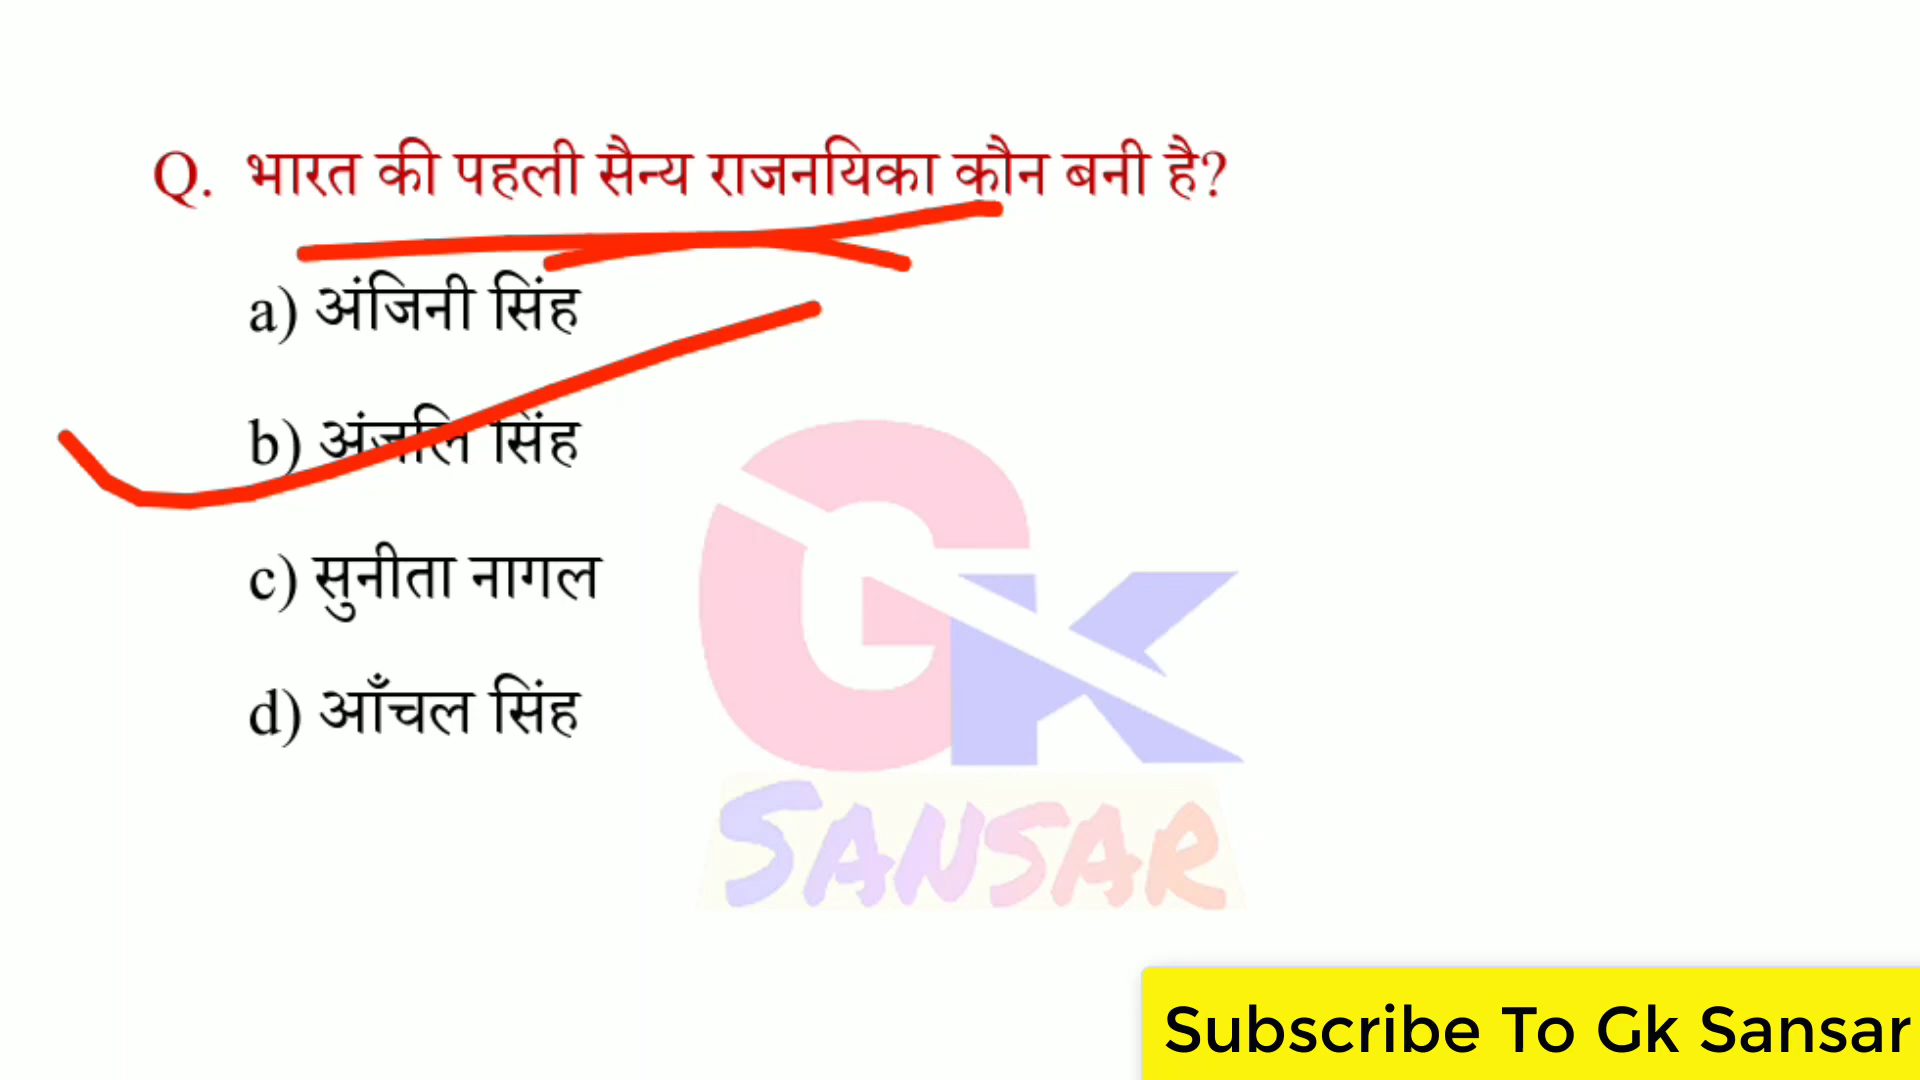 Q. भारत की पहली सैन्य राजनयिका कौन बनी है?
a) अंजिनी सिंह
b) अंजलि सिंह
c) सुनीता नागल
d) आँचल सिंह
GK
SANSAR
Subscribe To Gk Sansar